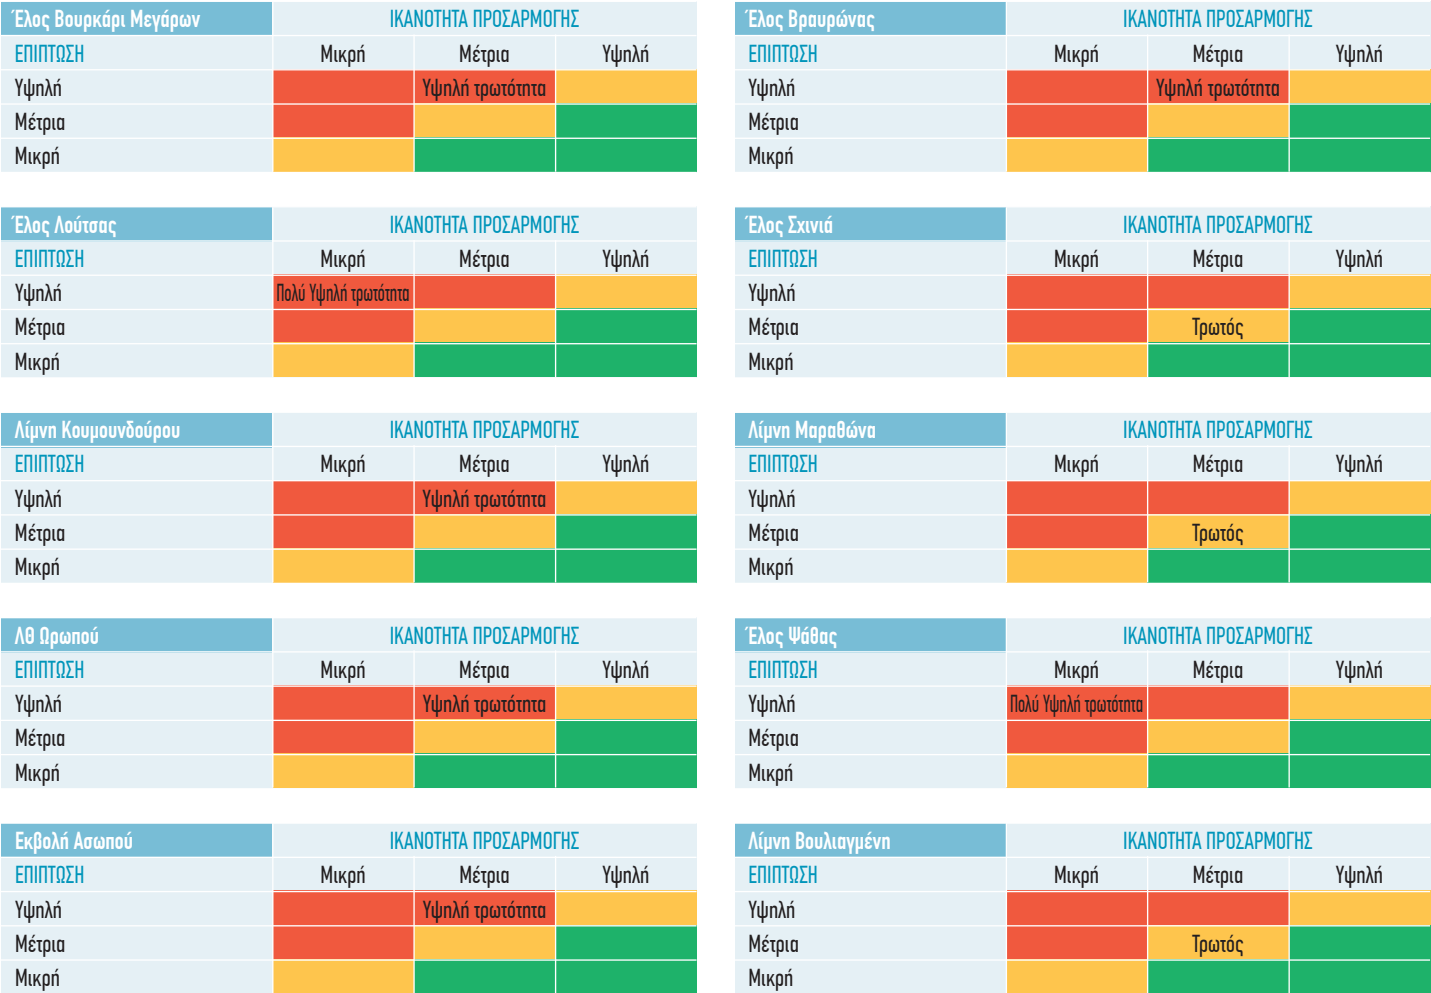 Έλος Βουρκάρι Μεγάρων ΙΚΑΝΟΤΗΤΑ ΠΡΟΣΑΡΜΟΓΗΣ
ΕΠΙΠΤΩΣΗ Μικρή Μέτρια Υψηλή
Υψηλή Υψηλή τρωτότητα
Μέτρια
Μικρή
Έλος Βραυρώνας ΙΚΑΝΟΤΗΤΑ ΠΡΟΣΑΡΜΟΓΗΣ
ΕΠΙΠΤΩΣΗ Μικρή Μέτρια Υψηλή
Υψηλή Υψηλή τρωτότητα
Μέτρια
Μικρή
Έλος Λούτσας ΙΚΑΝΟΤΗΤΑ ΠΡΟΣΑΡΜΟΓΗΣ
ΕΠΙΠΤΩΣΗ Μικρή Μέτρια Υψηλή
Υψηλή Πολύ Υψηλή τρωτότητα
Μέτρια
Μικρή
Έλος Σχινιά ΙΚΑΝΟΤΗΤΑ ΠΡΟΣΑΡΜΟΓΗΣ
ΕΠΙΠΤΩΣΗ Μικρή Μέτρια Υψηλή
Υψηλή
Μέτρια Τρωτός
Μικρή
Λίμνη Κουμουνδούρου ΙΚΑΝΟΤΗΤΑ ΠΡΟΣΑΡΜΟΓΗΣ
ΕΠΙΠΤΩΣΗ Μικρή Μέτρια Υψηλή
Υψηλή Υψηλή τρωτότητα
Μέτρια
Μικρή
Λίμνη Μαραθώνα ΙΚΑΝΟΤΗΤΑ ΠΡΟΣΑΡΜΟΓΗΣ
ΕΠΙΠΤΩΣΗ Μικρή Μέτρια Υψηλή
Υψηλή
Μέτρια Τρωτός
Μικρή
ΛΘ Ωρωπού ΙΚΑΝΟΤΗΤΑ ΠΡΟΣΑΡΜΟΓΗΣ
ΕΠΙΠΤΩΣΗ Μικρή Μέτρια Υψηλή
Υψηλή Υψηλή τρωτότητα
Μέτρια
Μικρή
Έλος Ψάθας ΙΚΑΝΟΤΗΤΑ ΠΡΟΣΑΡΜΟΓΗΣ
ΕΠΙΠΤΩΣΗ Μικρή Μέτρια Υψηλή
Υψηλή Πολύ Υψηλή τρωτότητα
Μέτρια
Μικρή
Εκβολή Ασωπού ΙΚΑΝΟΤΗΤΑ ΠΡΟΣΑΡΜΟΓΗΣ
ΕΠΙΠΤΩΣΗ Μικρή Μέτρια Υψηλή
Υψηλή Υψηλή τρωτότητα
Μέτρια
Μικρή
Λίμνη Βουλιαγμένη ΙΚΑΝΟΤΗΤΑ ΠΡΟΣΑΡΜΟΓΗΣ
ΕΠΙΠΤΩΣΗ Μικρή Μέτρια Υψηλή
Υψηλή
Μέτρια Τρωτός
Μικρή